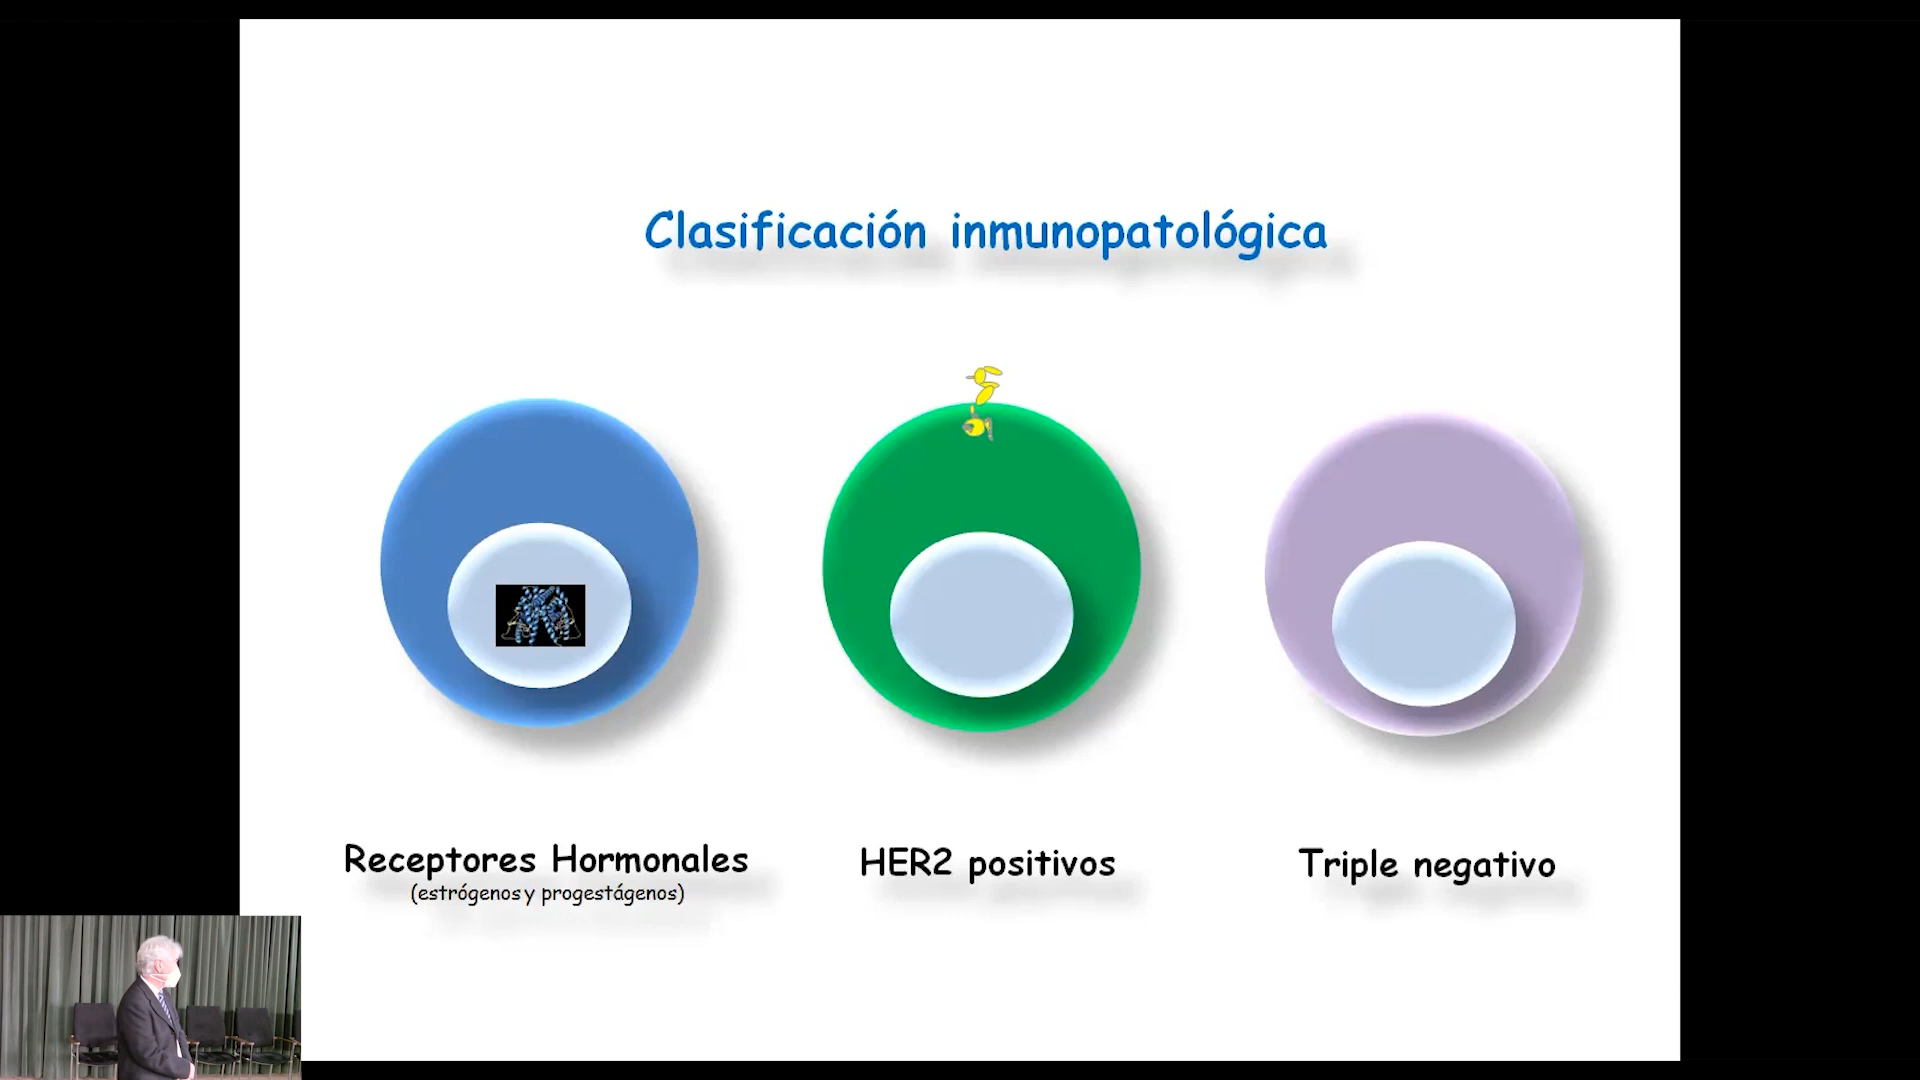 Clasificación inmunopatológica
Receptores Hormonales
(estrógenos y progestágenos)
HER2 positivos
Triple negativo